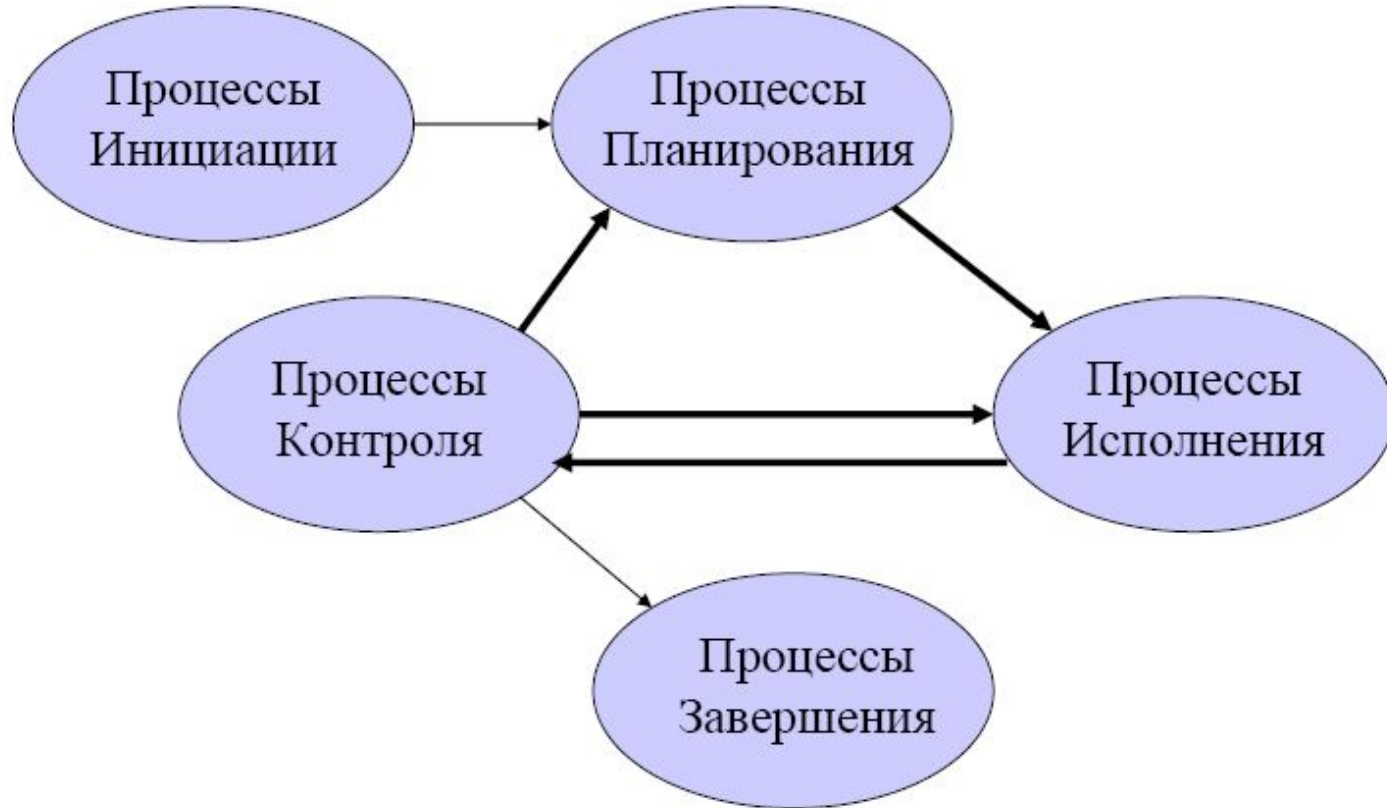 Процессы
Инициации
Процессы
Планирования
Процессы
Контроля
Процессы
Исполнения
Процессы
Завершения